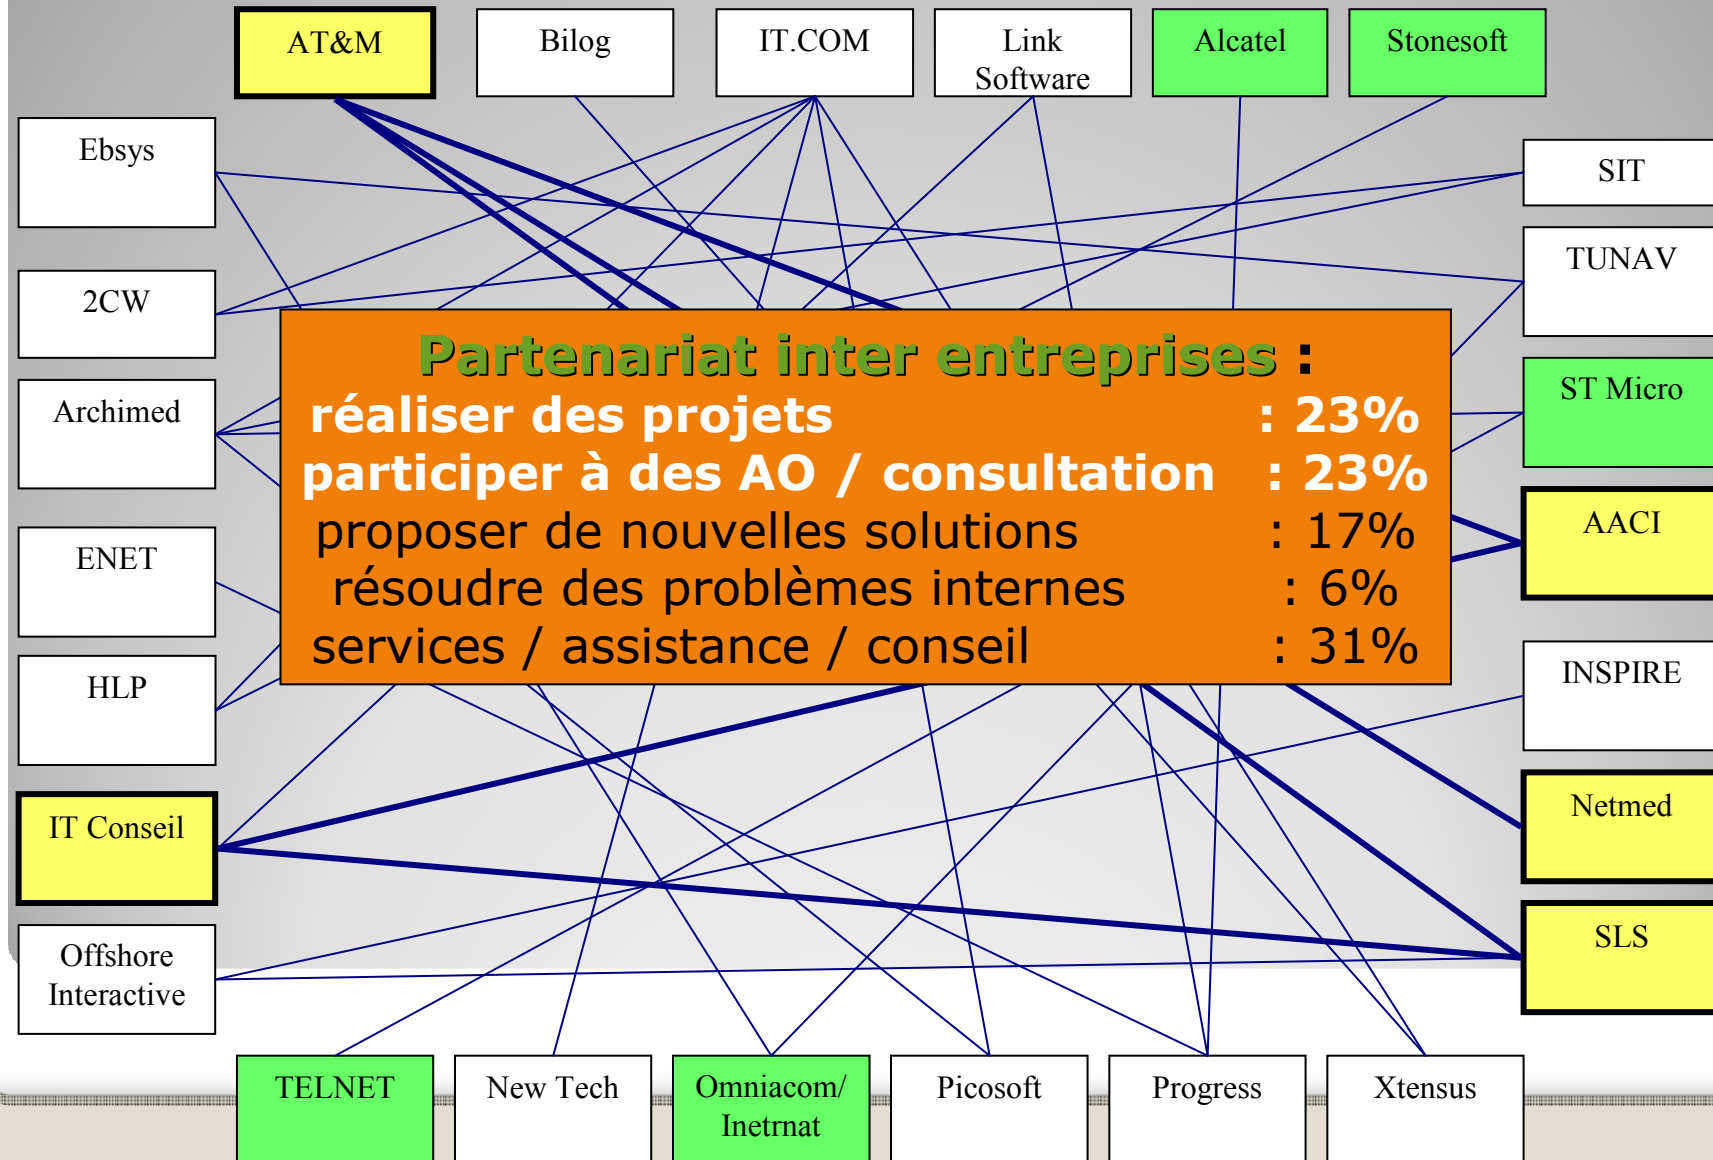 AT&M
Bilog
IT.COM
Link
Software
Alcatel
Stonesoft
Ebsys
SIT
2CW
TUNAV
Archimed
ST Micro
ENET
AACI
HLP
INSPIRE
IT Conseil
Netmed
Offshore
Interactive
SLS
Partenariat inter entreprises :
réaliser des projets : 23%
participer à des AO / consultation : 23%
proposer de nouvelles solutions : 17%
résoudre des problèmes internes : 6%
services / assistance / conseil : 31%
TELNET
New Tech
Omniacom/
Inetrnat
Picosoft
Progress
Xtensus